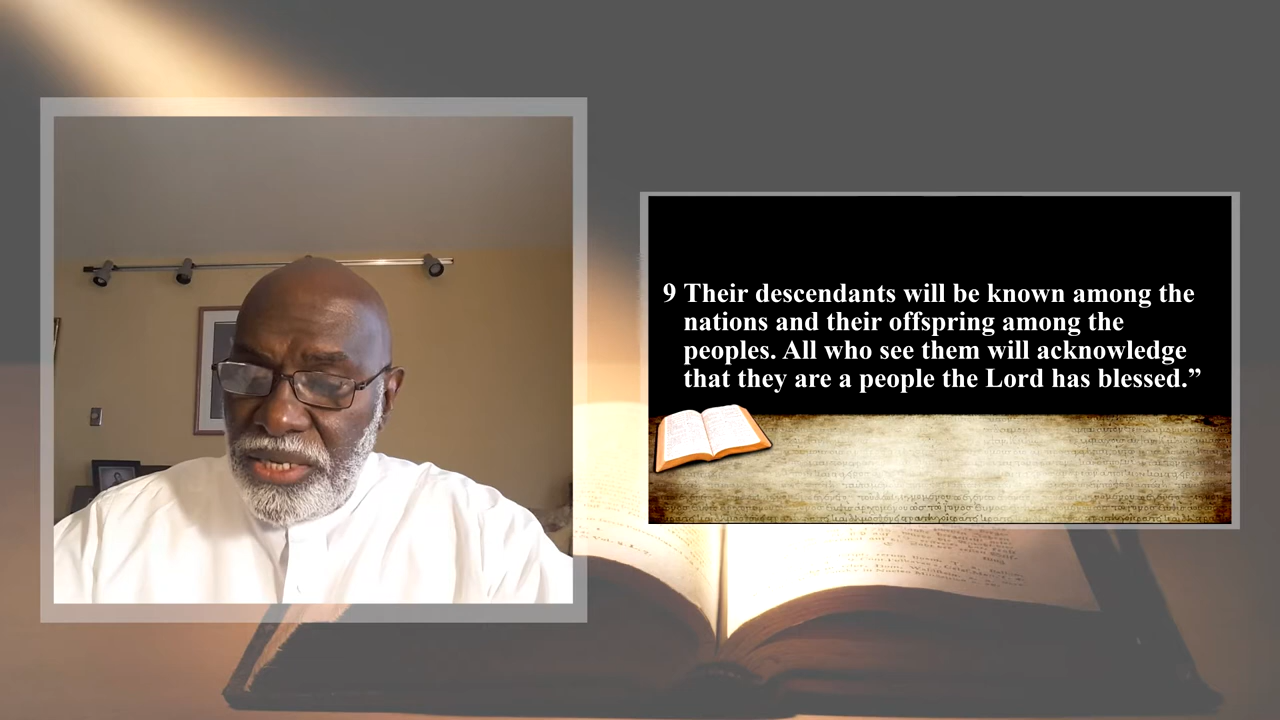 9 Their descendants will be known among the
nations and their offspring among the
peoples. All who see them will acknowledge
that they are a people the Lord has blessed.”